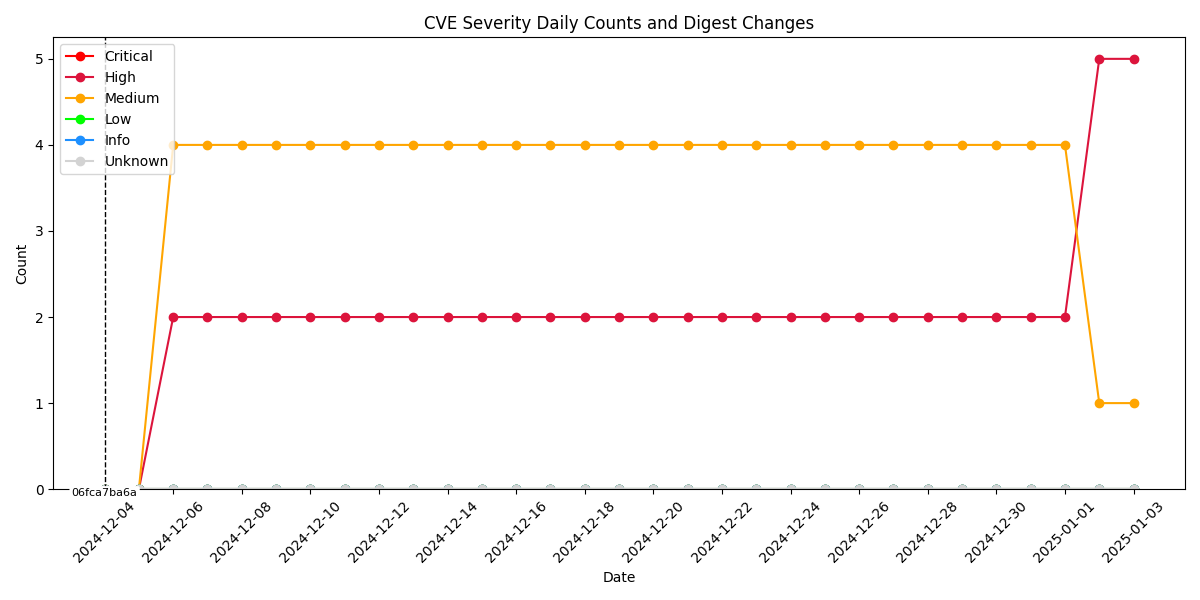 CVE Severity Daily Counts and Digest Changes
Critical
High
Medium
Low
Info
Unknown
Count
5
4
3
2
1
0
06fca7ba6a
2024-12-04
2024-12-06
2024-12-08
2024-12-10
2024-12-12
2024-12-14
2024-12-16
2024-12-18
2024-12-20
2024-12-22
2024-12-24
2024-12-26
2024-12-28
2024-12-30
2025-01-01
2025-01-03
Date